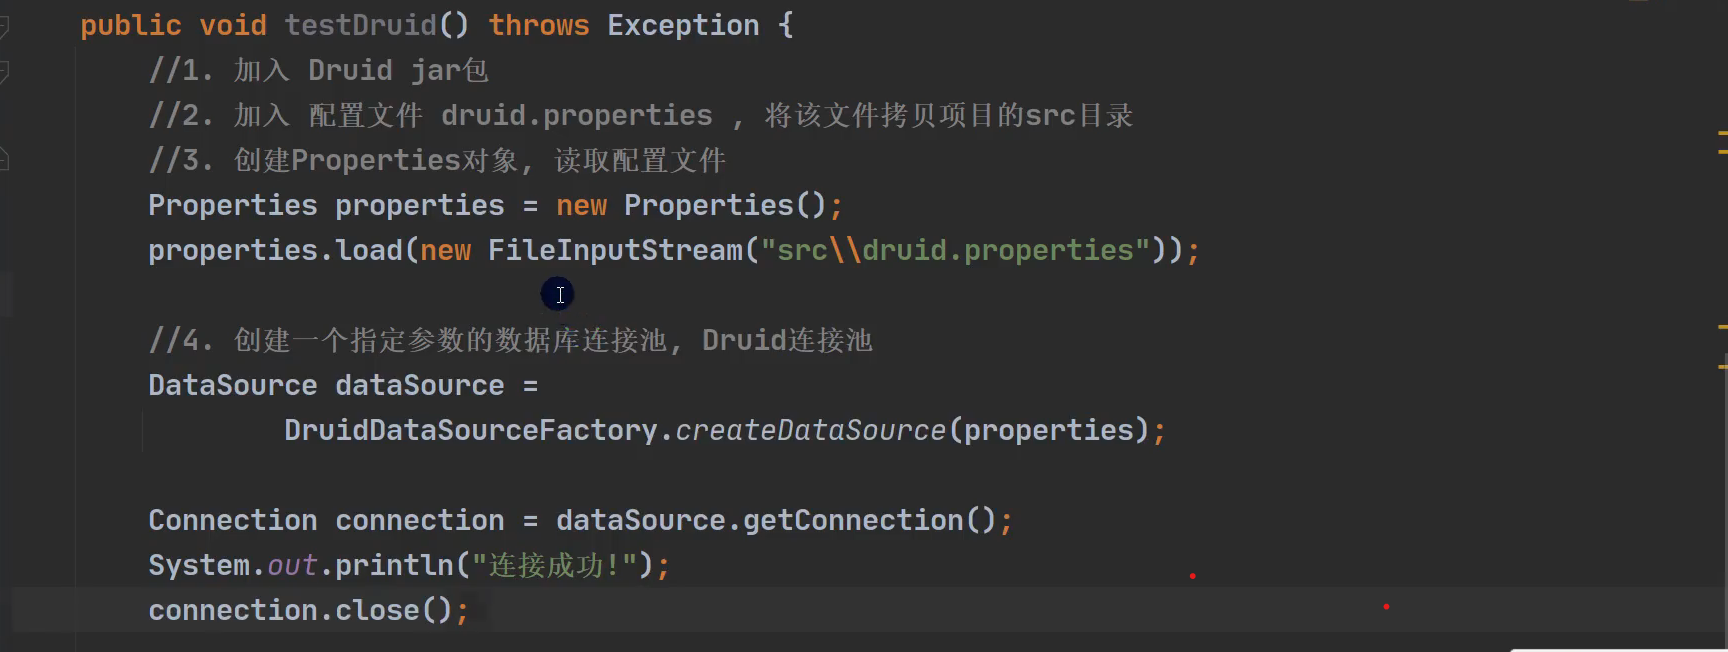 public void testDruid() throws Exception {
//1. 加入 Druid jar包
//2. 加入 配置文件 druid.properties , 将该文件拷贝项目的src目录
//3. 创建Properties对象, 读取配置文件
Properties properties = new Properties();
properties.load(new FileInputStream("src\\druid.properties"));
//4. 创建一个指定参数的数据库连接池, Druid连接池
DataSource dataSource =
DruidDataSourceFactory.createDataSource(properties);
Connection connection = dataSource.getConnection();
System.out.println("连接成功!");
connection.close();